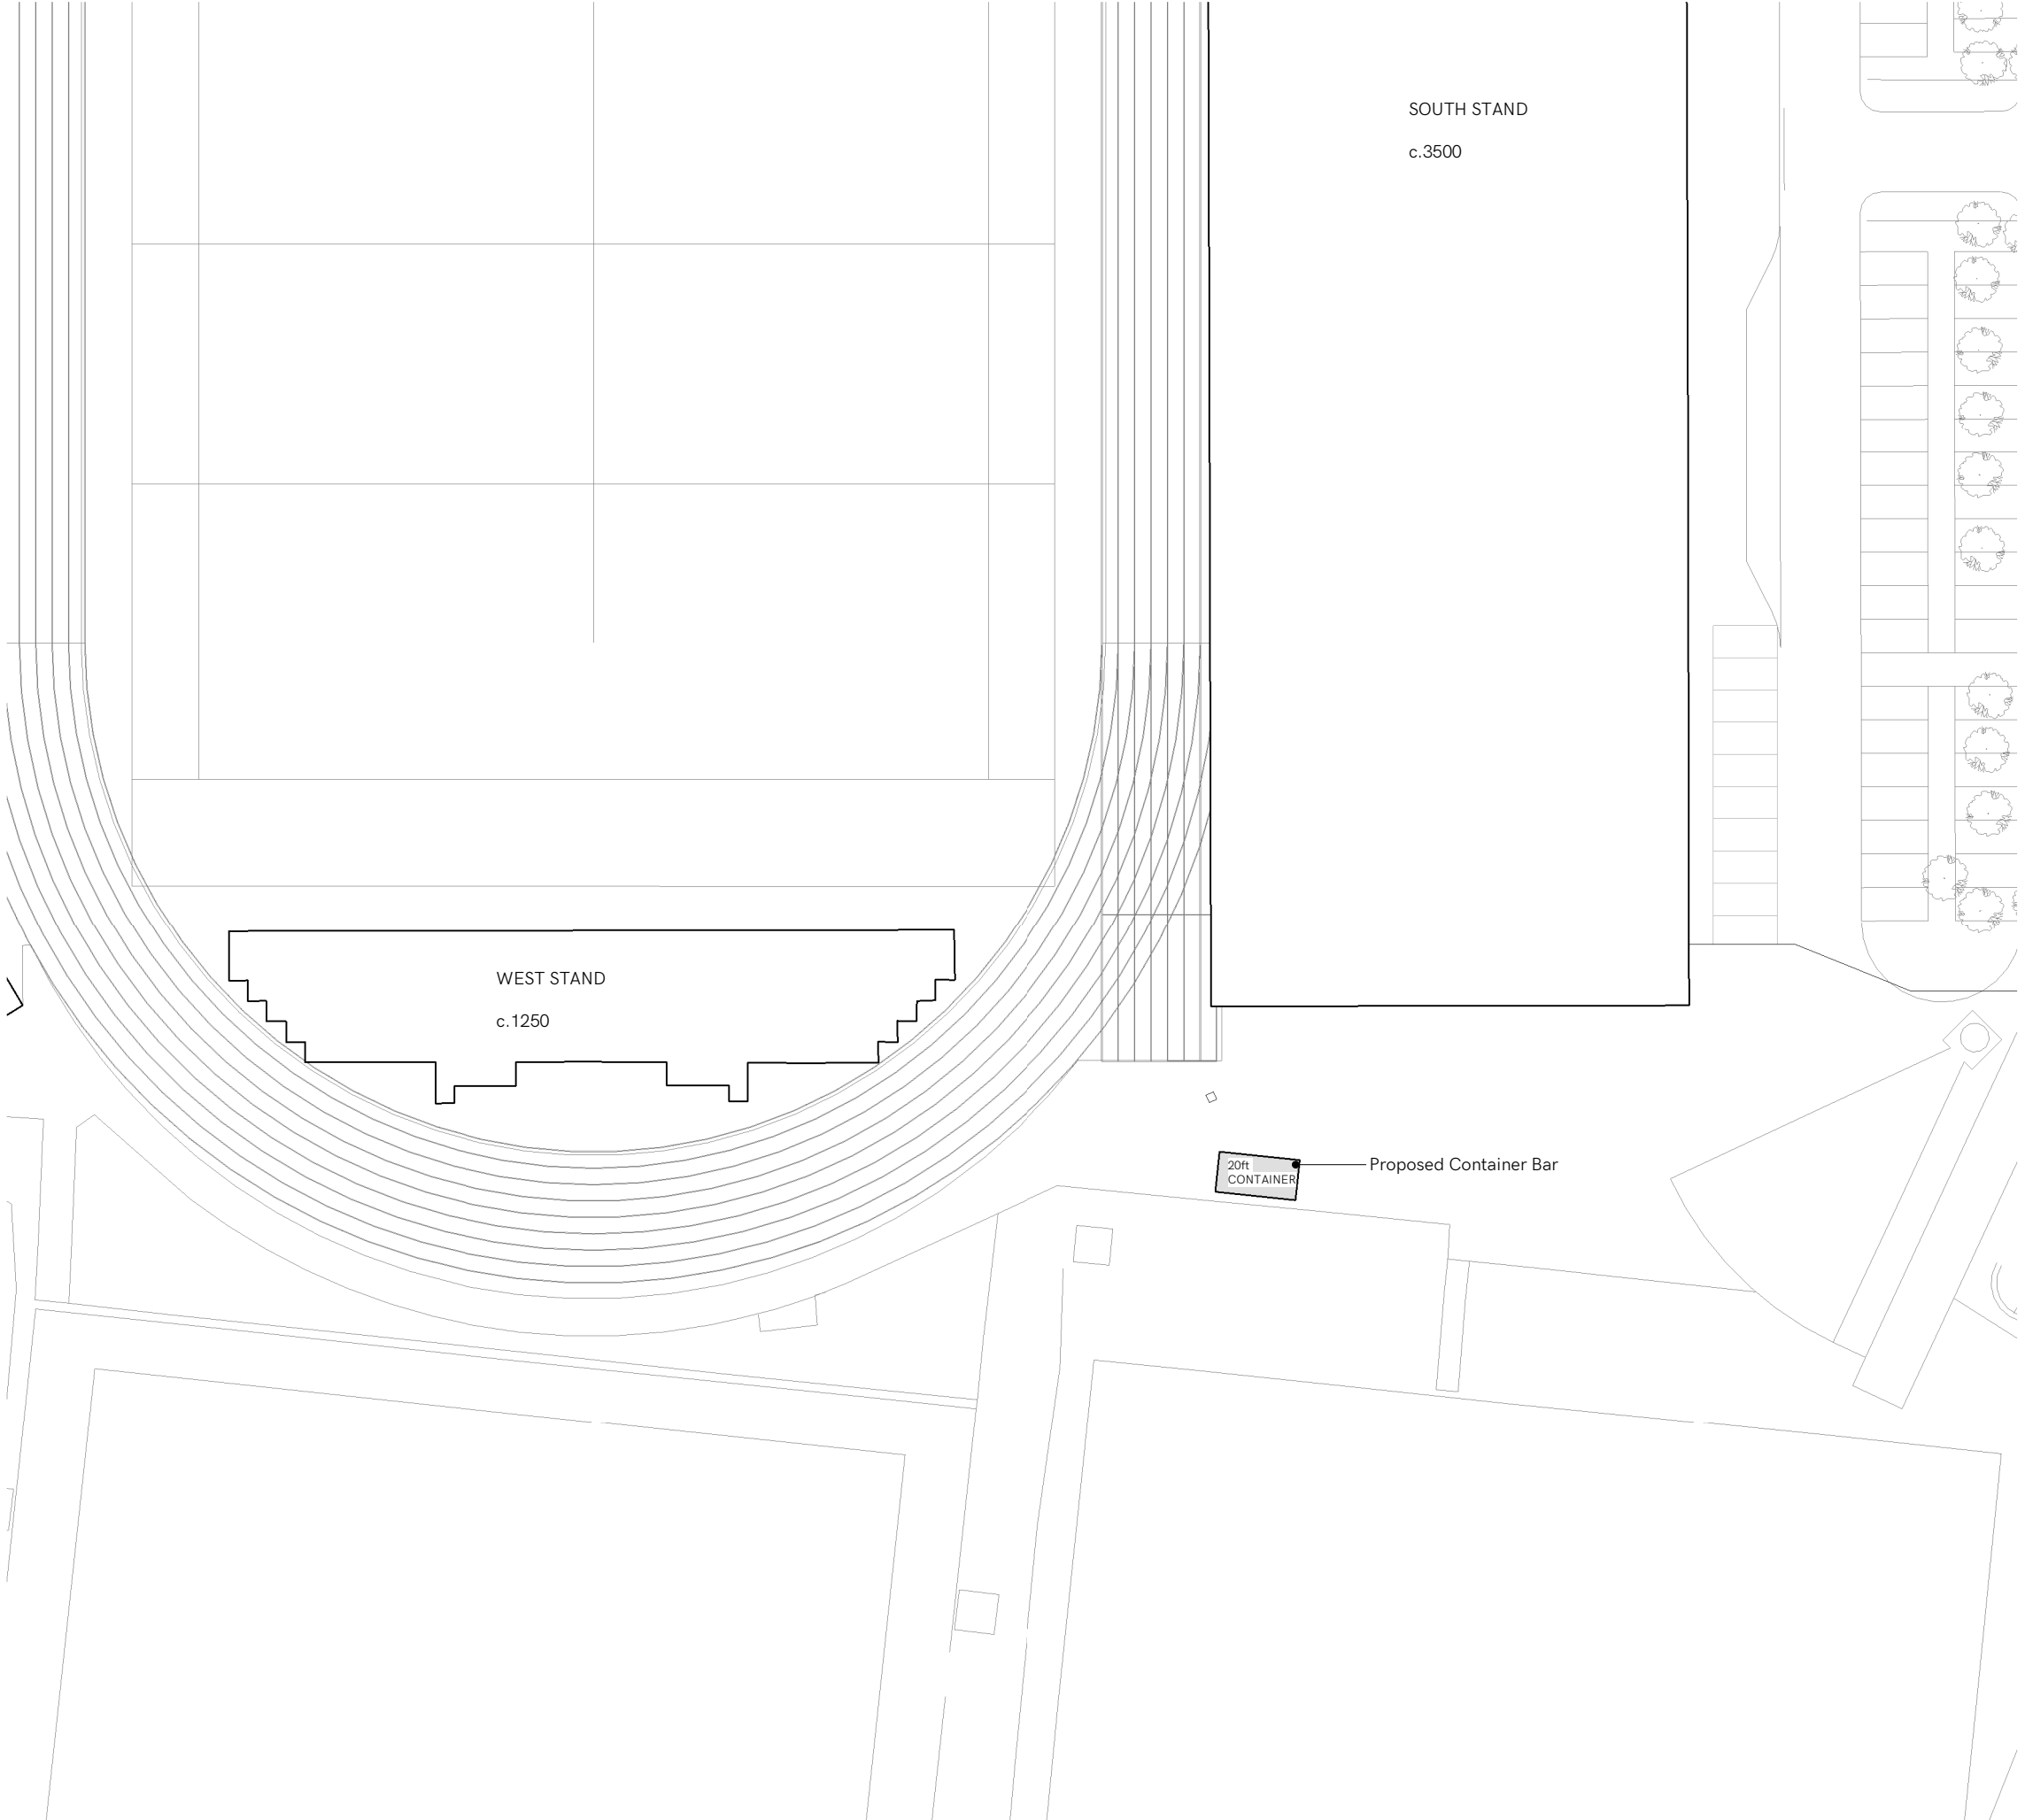 SOUTH STAND
c.3500
WEST STAND
c.1250
20ft
CONTAINER
Proposed Container Bar